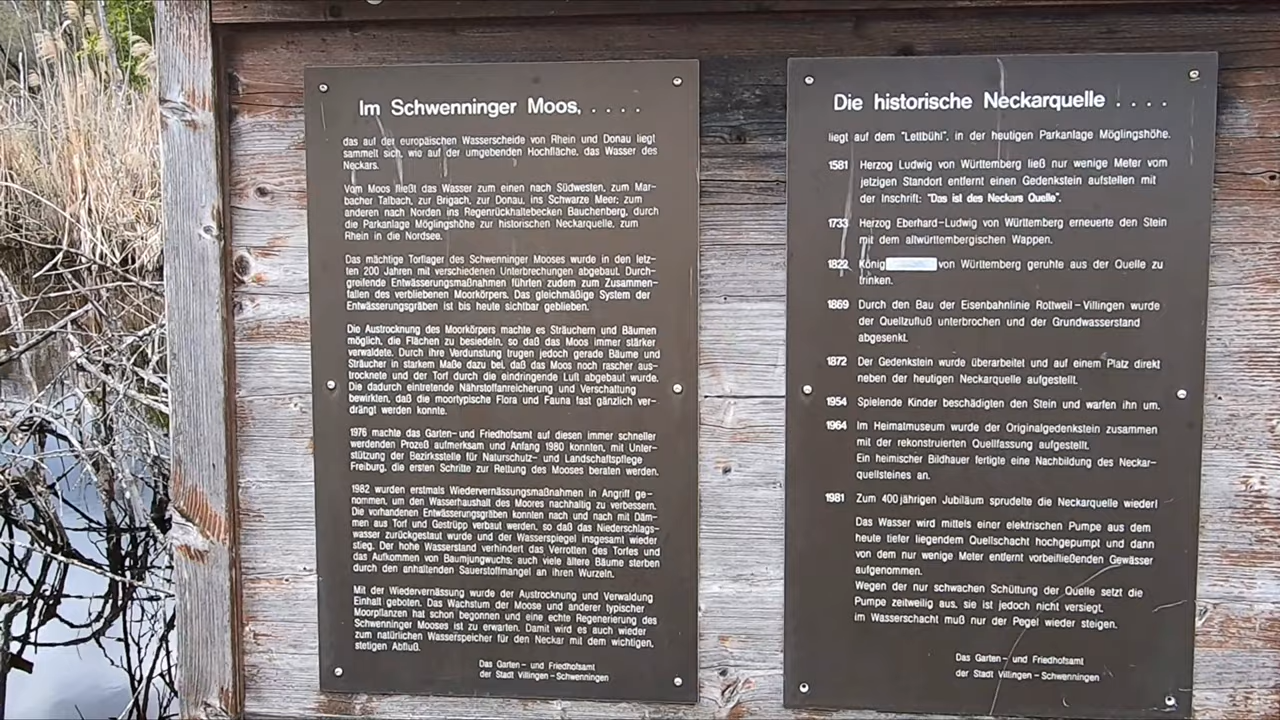 Im Schwenninger Moos, . . . .
das auf der europäischen Wasserscheide von Rhein und Donau liegt
sammelt sich, wie auf der umgebenden Hochfläche, das Wasser des
Neckars.
Vom Moos fließt das Wasser zum einen nach Südwesten, zum Mar-
bacher Talbach, zur Brigach, zur Donau, ins Schwarze Meer; zum
anderen nach Norden ins Regenrückhaltebecken Bauchenberg, durch
die Parkanlage Möglingshöhe zur historischen Neckarquelle, zum
Rhein in die Nordsee.
Das mächtige Torflager des Schwenninger Mooses wurde in den letz-
ten 200 Jahren mit verschiedenen Unterbrechungen abgebaut. Durch-
greifende Entwässerungsmaßnahmen führten zudem zum Zusammen-
fallen des verbliebenen Moorkörpers. Das gleichmäßige System der
Entwässerungsgräben ist bis heute sichtbar geblieben.
Die Austrocknung des Moorkörpers machte es Sträuchern und Bäumen
möglich, die Flächen zu besiedeln, so daß das Moos immer stärker
verwaldete. Durch ihre Verdunstung trugen jedoch gerade Bäume und
Sträucher in starkem Maße dazu bei, daß das Moos noch rascher aus-
trocknete und der Torf durch die eindringende Luft abgebaut wurde.
Die dadurch eintretende Nährstoffanreicherung und Verschattung
bewirkten, daß die moortypische Flora und Fauna fast gänzlich ver-
drängt werden konnte.
1976 machte das Garten- und Friedhofsamt auf diesen immer schneller
werdenden Prozeß aufmerksam und Anfang 1980 konnten, mit Unter-
stützung der Bezirksstelle für Naturschutz- und Landschaftspflege
Freiburg, die ersten Schritte zur Rettung des Mooses beraten werden.
1982 wurden erstmals Wiedervernässungsmaßnahmen in Angriff ge-
nommen, um den Wasserhaushalt des Moores nachhaltig zu verbessern.
Die vorhandenen Entwässerungsgräben konnten nach und nach mit Däm-
men aus Torf und Gestrüpp verbaut werden, so daß das Niederschlags-
wasser zurückgestaut wurde und der Wasserspiegel insgesamt wieder
stieg. Der hohe Wasserstand verhindert das Verrotten des Torfes und
das Aufkommen von Baumjungwuchs; auch viele ältere Bäume sterben
durch den anhaltenden Sauerstoffmangel an ihren Wurzeln.
Mit der Wiedervernässung wurde der Austrocknung und Verwaldung
Einhalt geboten. Das Wachstum der Moose und anderer typischer
Moorpflanzen hat schon begonnen und eine echte Regenerierung des
Schwenninger Mooses ist zu erwarten. Damit wird es auch wieder
zum natürlichen Wasserspeicher für den Neckar mit dem wichtigen,
stetigen Abfluß.
Das Garten- und Friedhofsamt
der Stadt Villingen-Schwenningen
Die historische Neckarquelle . . . .
liegt auf dem "Lettbühl", in der heutigen Parkanlage Möglingshöhe.
1581 Herzog Ludwig von Württemberg ließ nur wenige Meter vom
jetzigen Standort entfernt einen Gedenkstein aufstellen mit
der Inschrift: "Das ist des Neckars Quelle".
1733 Herzog Eberhard-Ludwig von Württemberg erneuerte den Stein
mit dem altwürttembergischen Wappen.
1822 König von Württemberg geruhte aus der Quelle zu
trinken.
1869 Durch den Bau der Eisenbahnlinie Rottweil-Villingen wurde
der Quellzufluß unterbrochen und der Grundwasserstand
abgesenkt.
1872 Der Gedenkstein wurde überarbeitet und auf einem Platz direkt
neben der heutigen Neckarquelle aufgestellt.
1954 Spielende Kinder beschädigten den Stein und warfen ihn um.
1964 Im Heimatmuseum wurde der Originalgedenkstein zusammen
mit der rekonstruierten Quellfassung aufgestellt.
Ein heimischer Bildhauer fertigte eine Nachbildung des Neckar-
quellsteines an.
1981 Zum 400jährigen Jubiläum sprudelte die Neckarquelle wieder!
Das Wasser wird mittels einer elektrischen Pumpe aus dem
heute tiefer liegendem Quellschacht hochgepumpt und dann
von dem nur wenige Meter entfernt vorbeifließenden Gewässer
aufgenommen.
Wegen der nur schwachen Schüttung der Quelle setzt die
Pumpe zeitweilig aus, sie ist jedoch nicht versiegt,
im Wasserschacht muß nur der Pegel wieder steigen.
Das Garten- und Friedhofsamt
der Stadt Villingen-Schwenningen